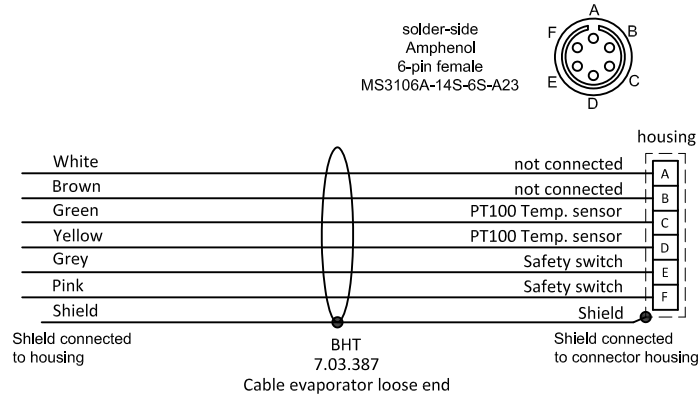 solder-side
Amphenol
6-pin female
MS3106A-14S-6S-A23
A
F
B
E
C
D
housing
White
not connected
A
Brown
not connected
B
Green
PT100 Temp. sensor
C
Yellow
PT100 Temp. sensor
D
Grey
Safety switch
E
Pink
Safety switch
F
Shield
Shield
Shield connected
to housing
BHT
7.03.387
Cable evaporator loose end
Shield connected
to connector housing